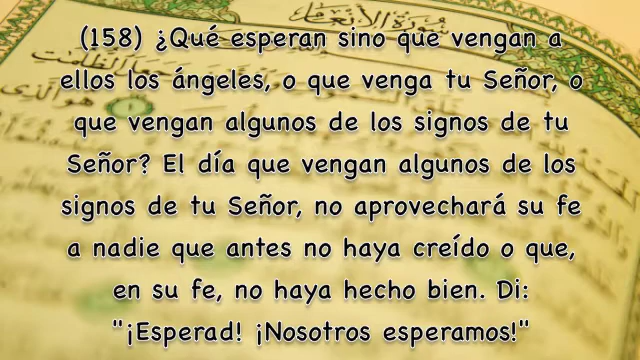 سورة الأنعام
(158) ¿Qué esperan sino que vengan a
ellos los ángeles, o que venga tu Señor, o
que vengan algunos de los signos de tu
Señor? El día que vengan algunos de los
signos de tu Señor, no aprovechará su fe
a nadie que antes no haya creído o que,
en su fe, no haya hecho bien. Di:
"¡Esperad! ¡Nosotros esperamos!"